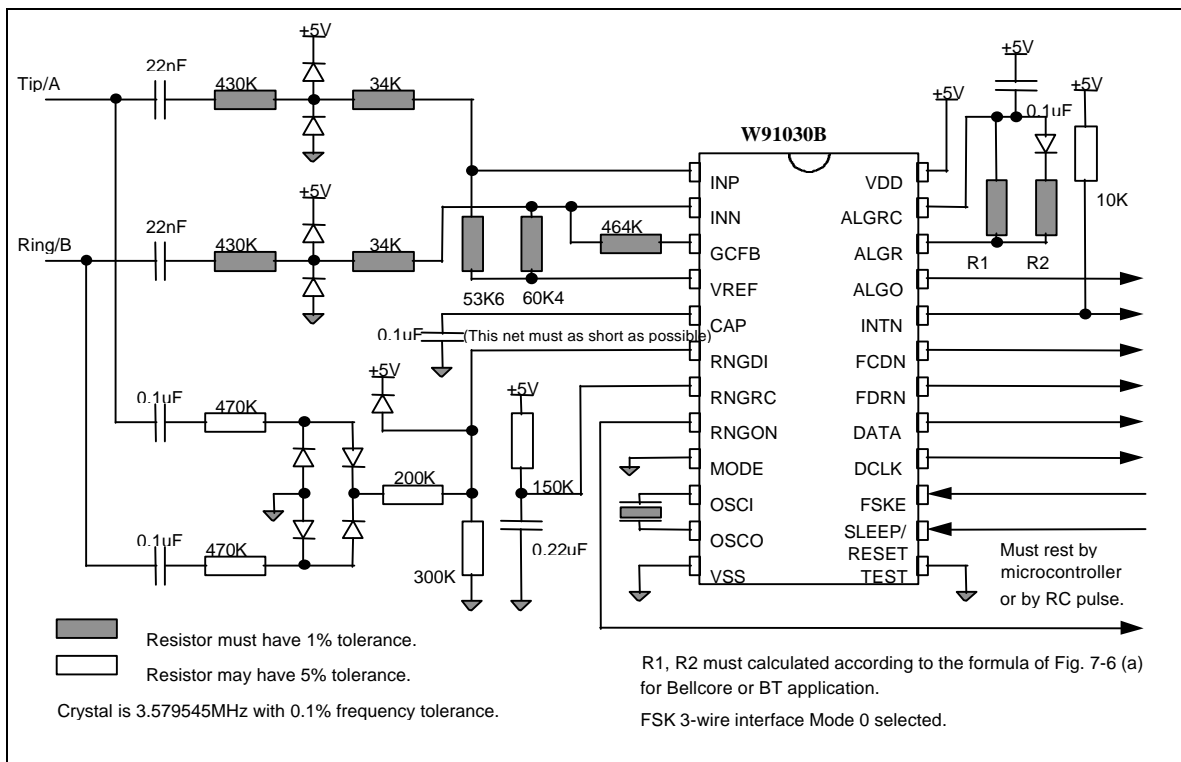 +5V
+5V
22nF
430K
34K
+5V
+5V
Tip/A
0.1uF
W91030B
+5V
22nF
430K
34K
Ring/B
464K
53K6
60K4
INP
INN
GCFB
VREF
CAP
RNGDI
RNGRC
RNGON
MODE
OSCI
OSCO
VSS
VDD
ALGRC
ALGR
ALGO
INTN
FCDN
FDRN
DATA
DCLK
FSKE
SLEEP/
RESET
TEST
R1
R2
10K
0.1uF
(This net must as short as possible)
+5V
+5V
0.1uF
470K
200K
150K
0.1uF
470K
0.22uF
300K
Must rest by
microcontroller
or by RC pulse.
Resistor must have 1% tolerance.
Resistor may have 5% tolerance.
Crystal is 3.579545MHz with 0.1% frequency tolerance.
R1, R2 must calculated according to the formula of Fig. 7-6 (a)
for Bellcore or BT application.
FSK 3-wire interface Mode 0 selected.